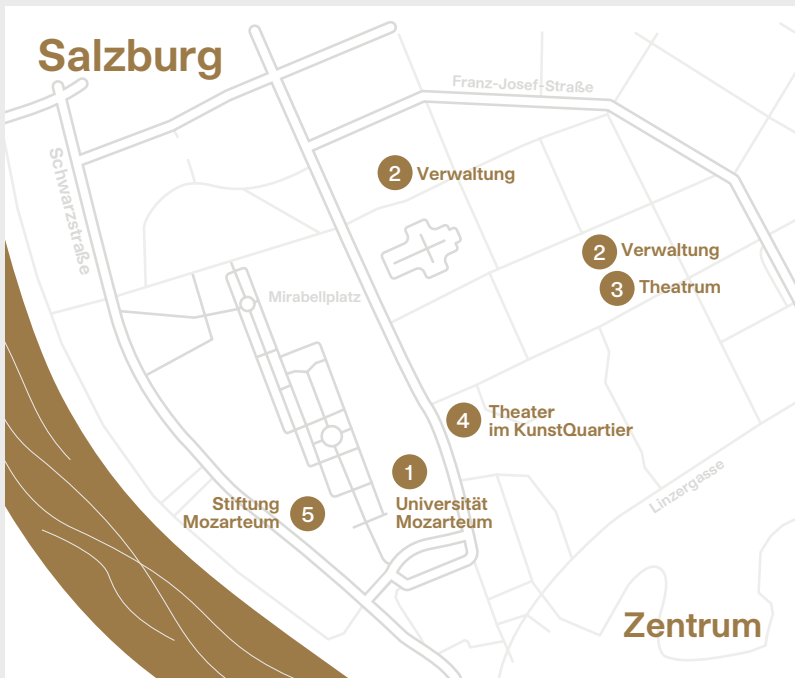 Salzburg
Franz-Josef-Straße
Schwarzstraße
2 Verwaltung
2 Verwaltung
3 Theatrum
Mirabellplatz
4 Theater
im KunstQuartier
1
Universität
Mozarteum
Stiftung
Mozarteum
5
Linzergasse
Zentrum